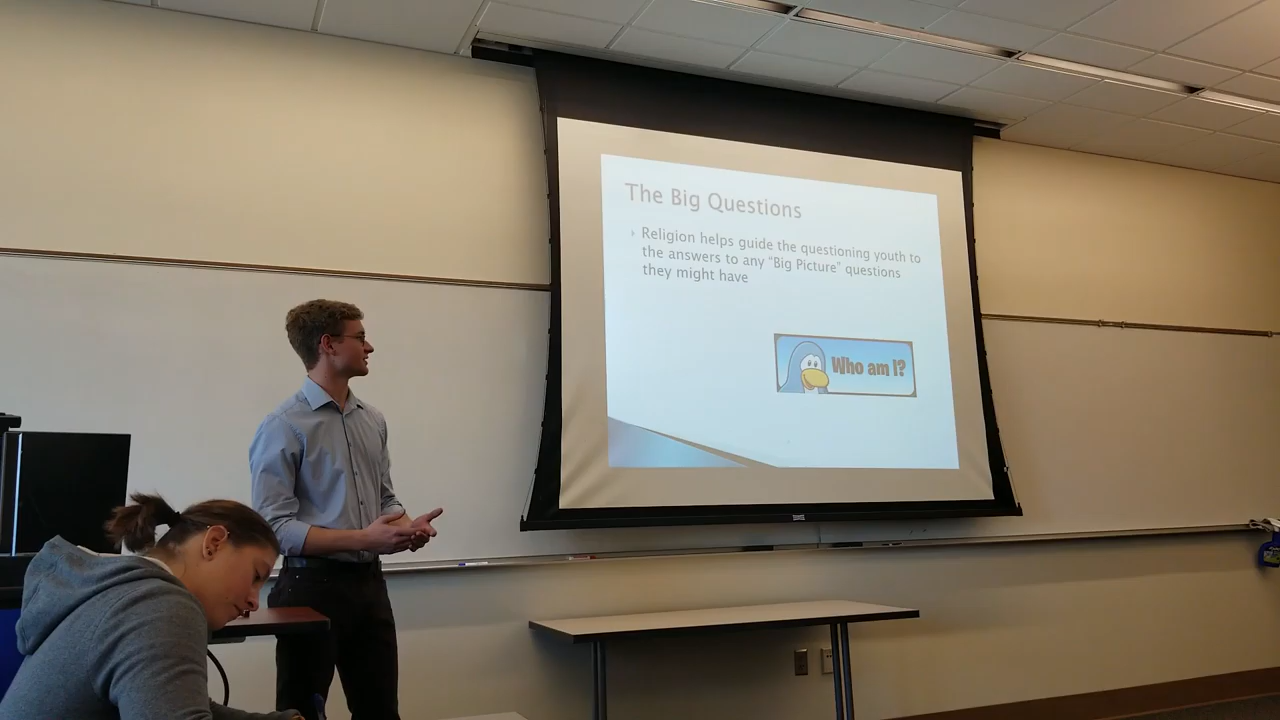 The Big Questions
Religion helps guide the questioning youth to
the answers to any "Big Picture" questions
they might have
Who am I?